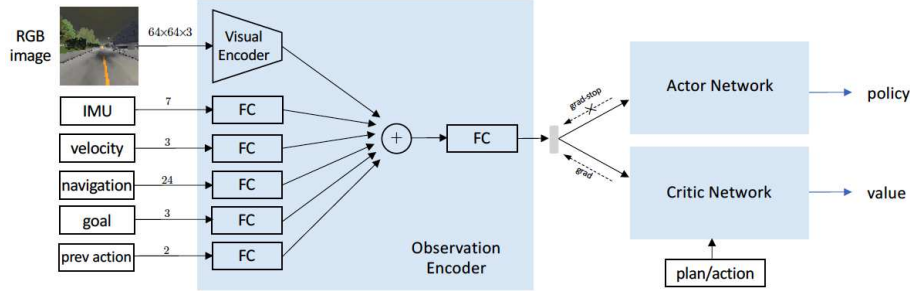 RGB
image
64×64×3
Visual
Encoder
IMU
7
FC
velocity
3
FC
navigation
24
FC
goal
3
FC
prev action
2
FC
+
FC
Observation
Encoder
grad-stop
grad
Actor Network
policy
Critic Network
value
plan/action